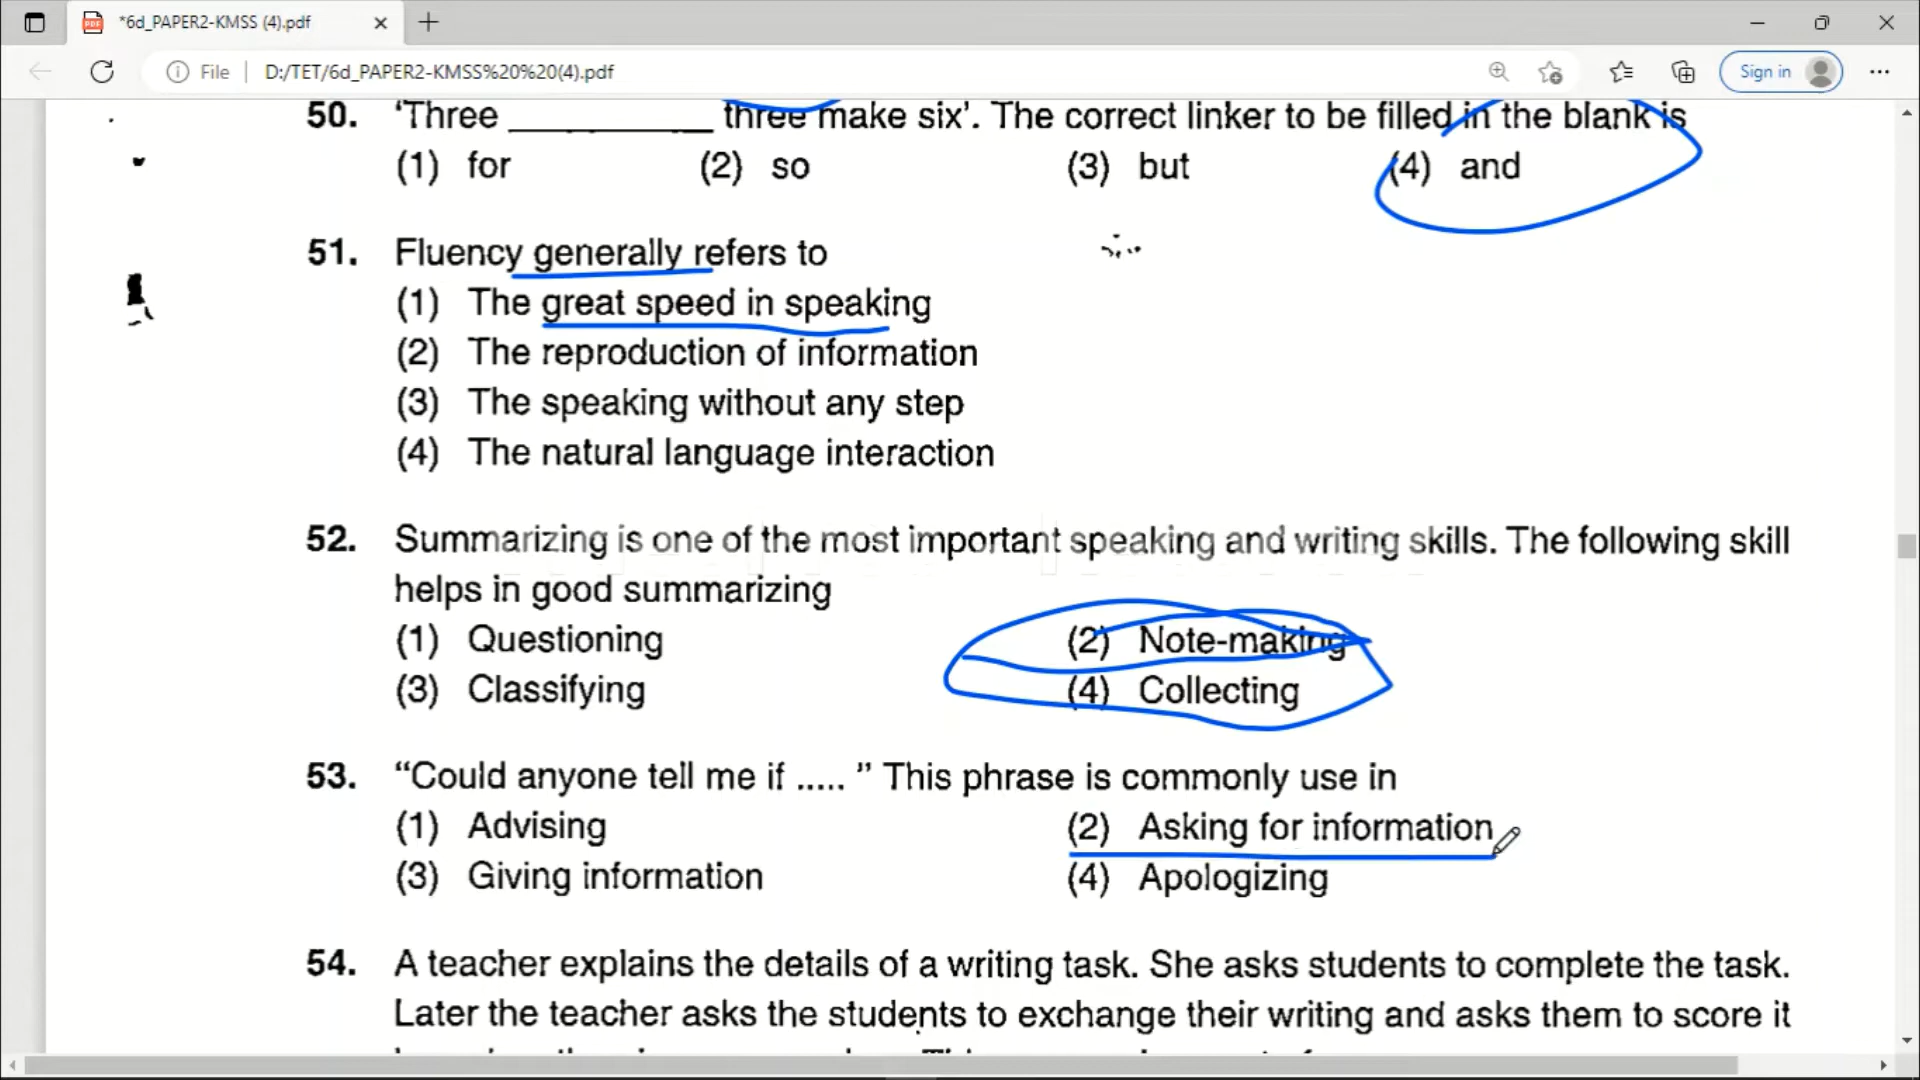 *6d_PAPER2-KMSS (4).pdf
File
D:/TET/6d_PAPER2-KMSS%20%20(4).pdf
Sign in
50. ‘Three __________ three make six’. The correct linker to be filled in the blank is
(1) for (2) so (3) but (4) and
51. Fluency generally refers to
(1) The great speed in speaking
(2) The reproduction of information
(3) The speaking without any step
(4) The natural language interaction
52. Summarizing is one of the most important speaking and writing skills. The following skill
helps in good summarizing
(1) Questioning (2) Note-making
(3) Classifying (4) Collecting
53. “Could anyone tell me if ..... ” This phrase is commonly use in
(1) Advising (2) Asking for information
(3) Giving information (4) Apologizing
54. A teacher explains the details of a writing task. She asks students to complete the task.
Later the teacher asks the students to exchange their writing and asks them to score it